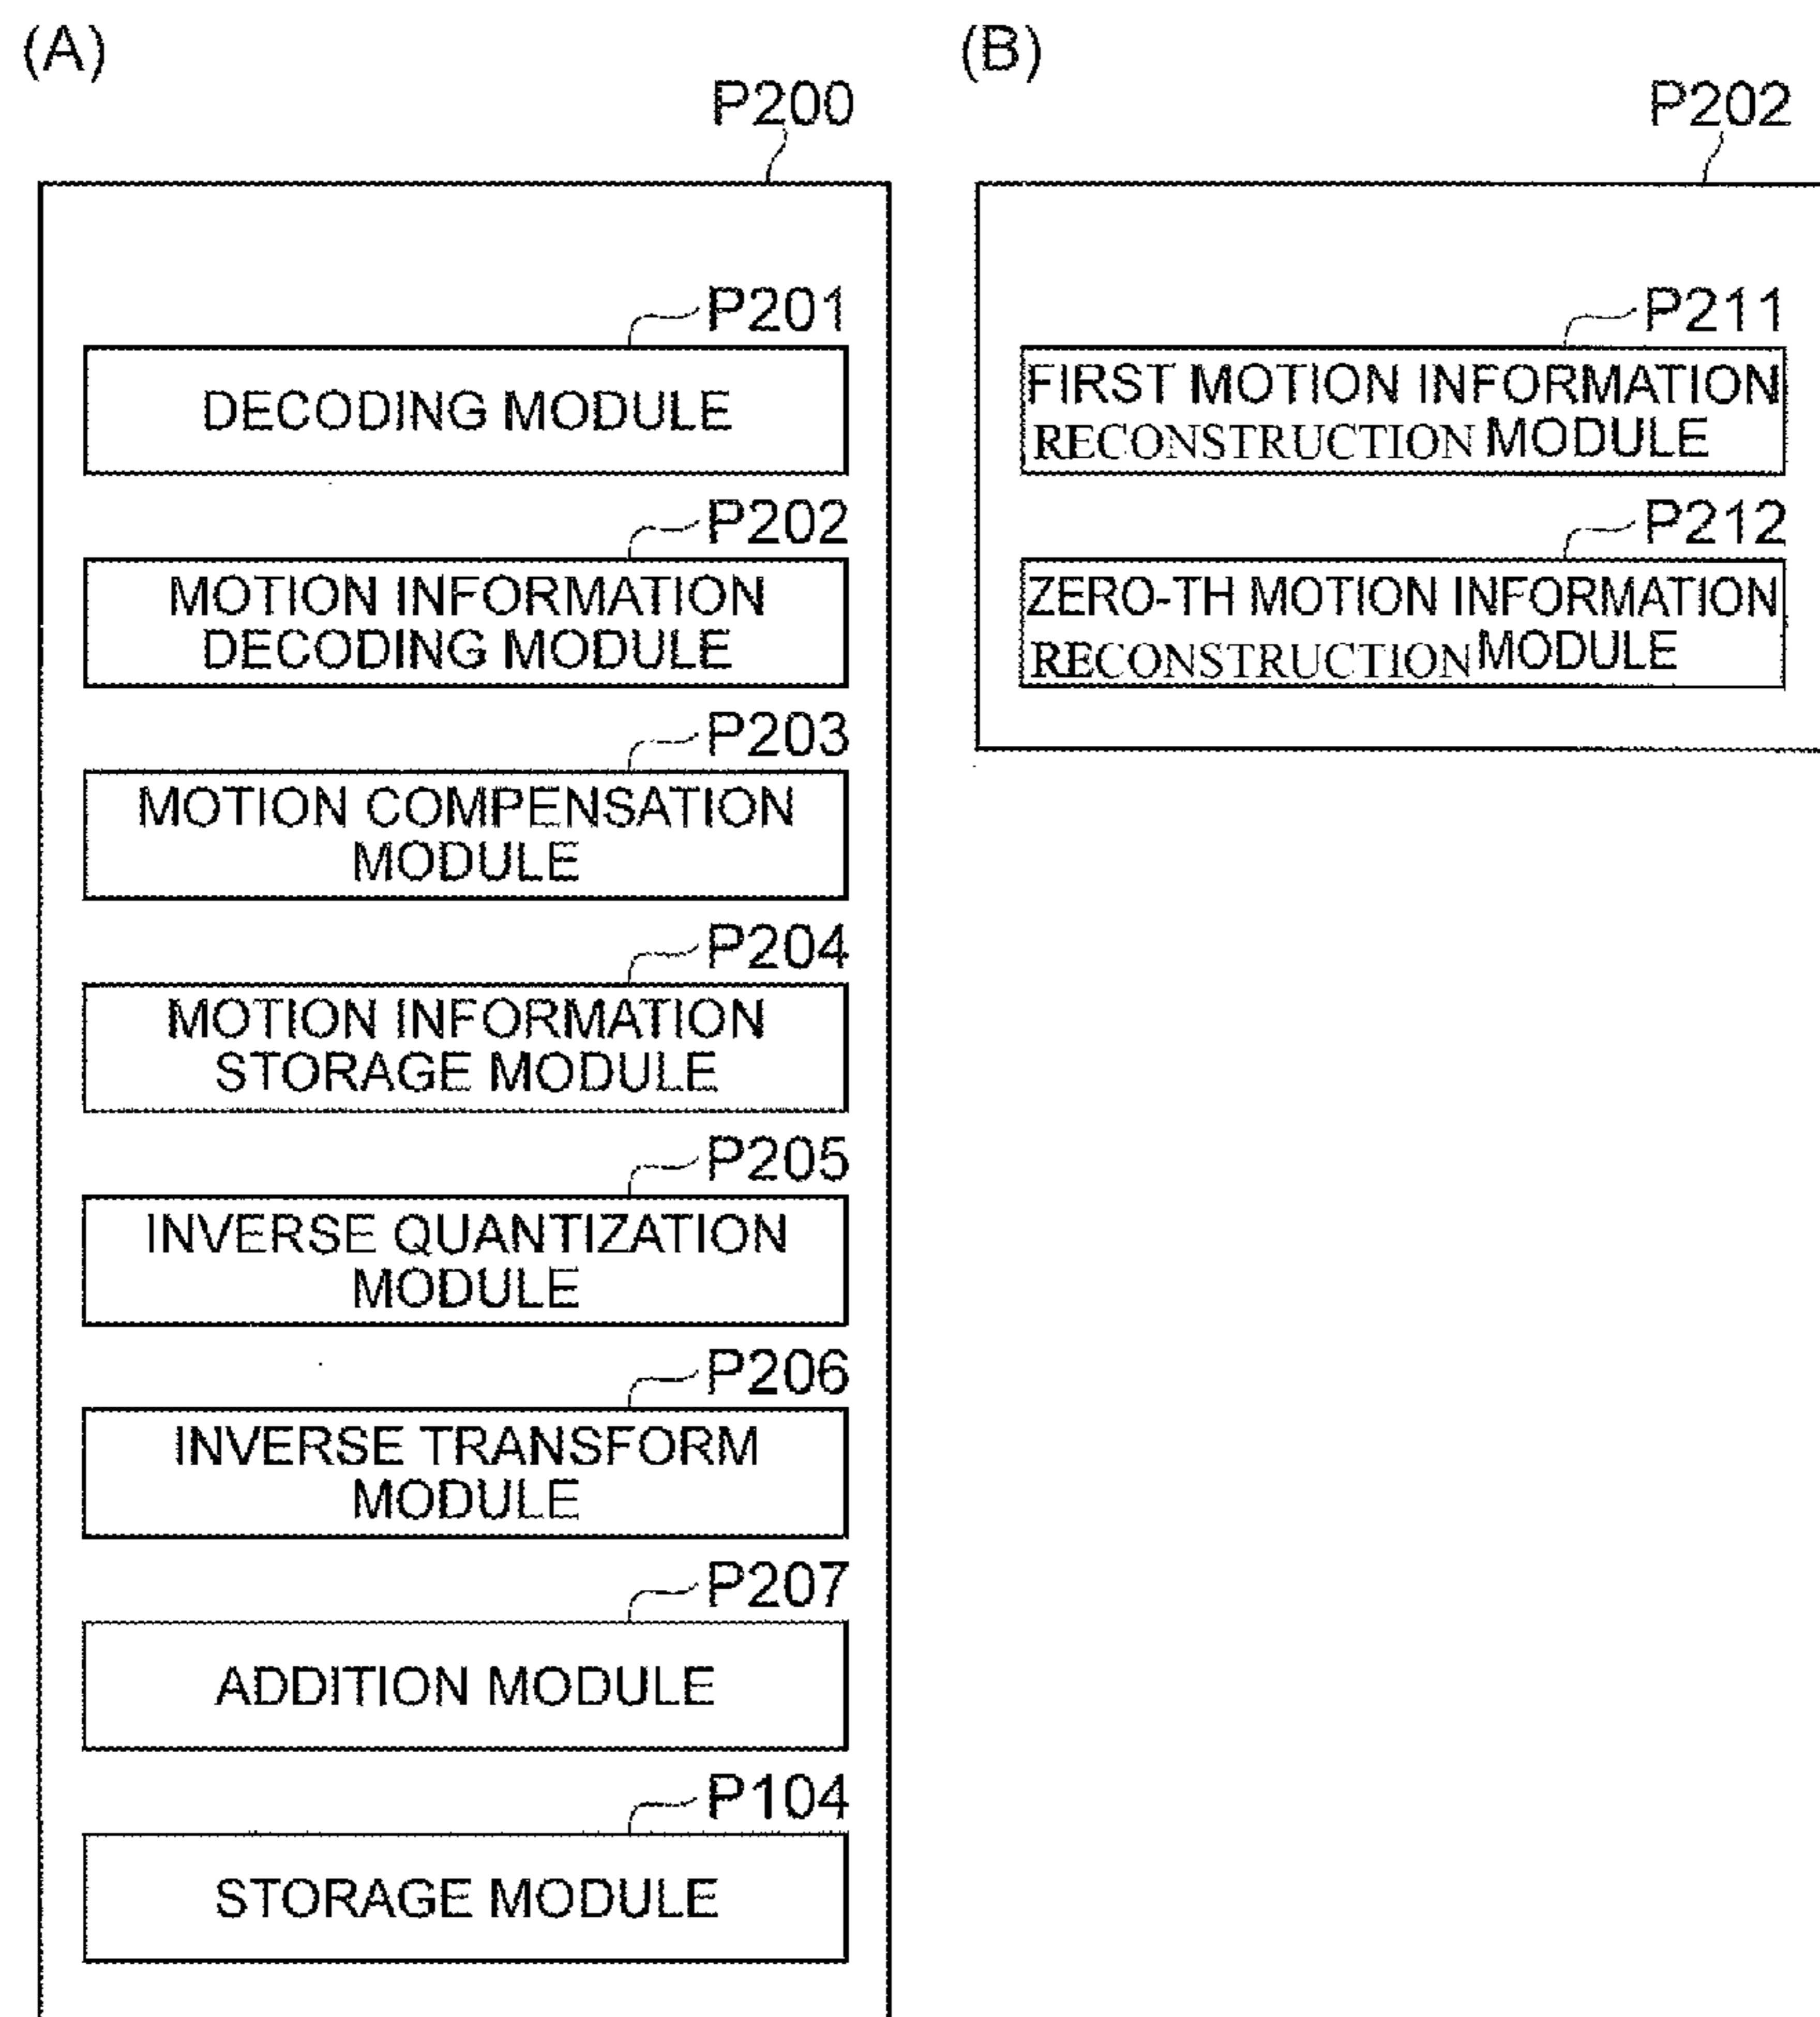 (A)
P200
P201
DECODING MODULE
P202
MOTION INFORMATION
DECODING MODULE
P203
MOTION COMPENSATION
MODULE
P204
MOTION INFORMATION
STORAGE MODULE
P205
INVERSE QUANTIZATION
MODULE
P206
INVERSE TRANSFORM
MODULE
P207
ADDITION MODULE
P104
STORAGE MODULE
(B)
P202
P211
FIRST MOTION INFORMATION
RECONSTRUCTION MODULE
P212
ZERO-TH MOTION INFORMATION
RECONSTRUCTION MODULE